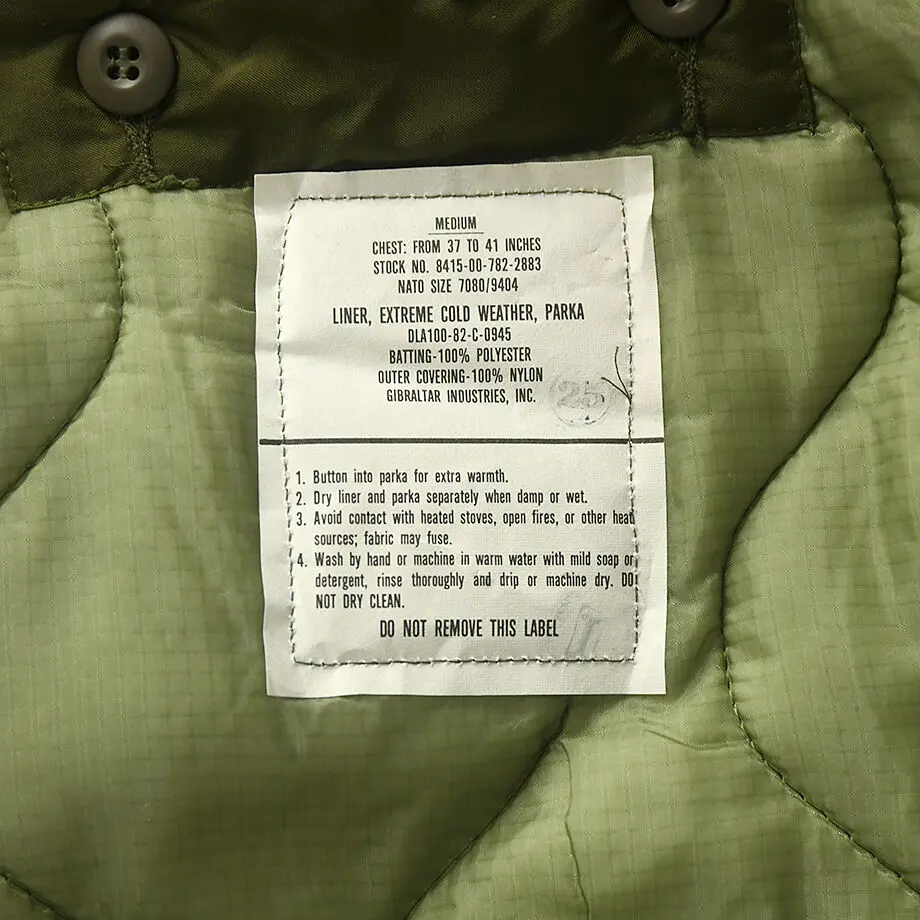 MEDIUM
CHEST: FROM 37 TO 41 INCHES
STOCK NO. 8415-00-782-2883
NATO SIZE 7080/9404
LINER, EXTREME COLD WEATHER, PARKA
DLA100-82-C-0945
BATTING-100% POLYESTER
OUTER COVERING-100% NYLON
GIBRALTAR INDUSTRIES, INC.
25
1. Button into parka for extra warmth.
2. Dry liner and parka separately when damp or wet.
3. Avoid contact with heated stoves, open fires, or other heat
sources; fabric may fuse.
4. Wash by hand or machine in warm water with mild soap or
detergent, rinse thoroughly and drip or machine dry. DO
NOT DRY CLEAN.
DO NOT REMOVE THIS LABEL